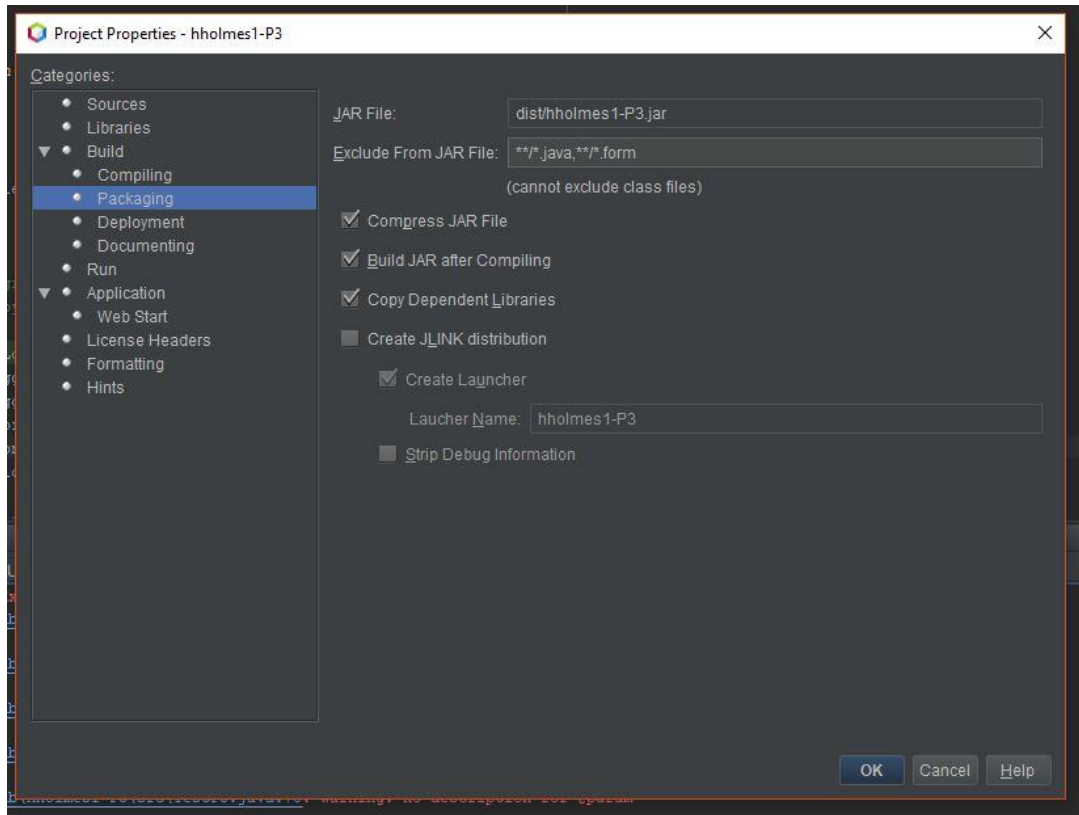 Project Properties - hholmes1-P3
Categories:
Sources
Libraries
Build
Compiling
Packaging
Deployment
Documenting
Run
Application
Web Start
License Headers
Formatting
Hints
JAR File: dist/hholmes1-P3.jar
Exclude From JAR File: **/*.java,**/*.form
(cannot exclude class files)
Compress JAR File
Build JAR after Compiling
Copy Dependent Libraries
Create JLINK distribution
Create Launcher
Laucher Name: hholmes1-P3
Strip Debug Information
OK Cancel Help